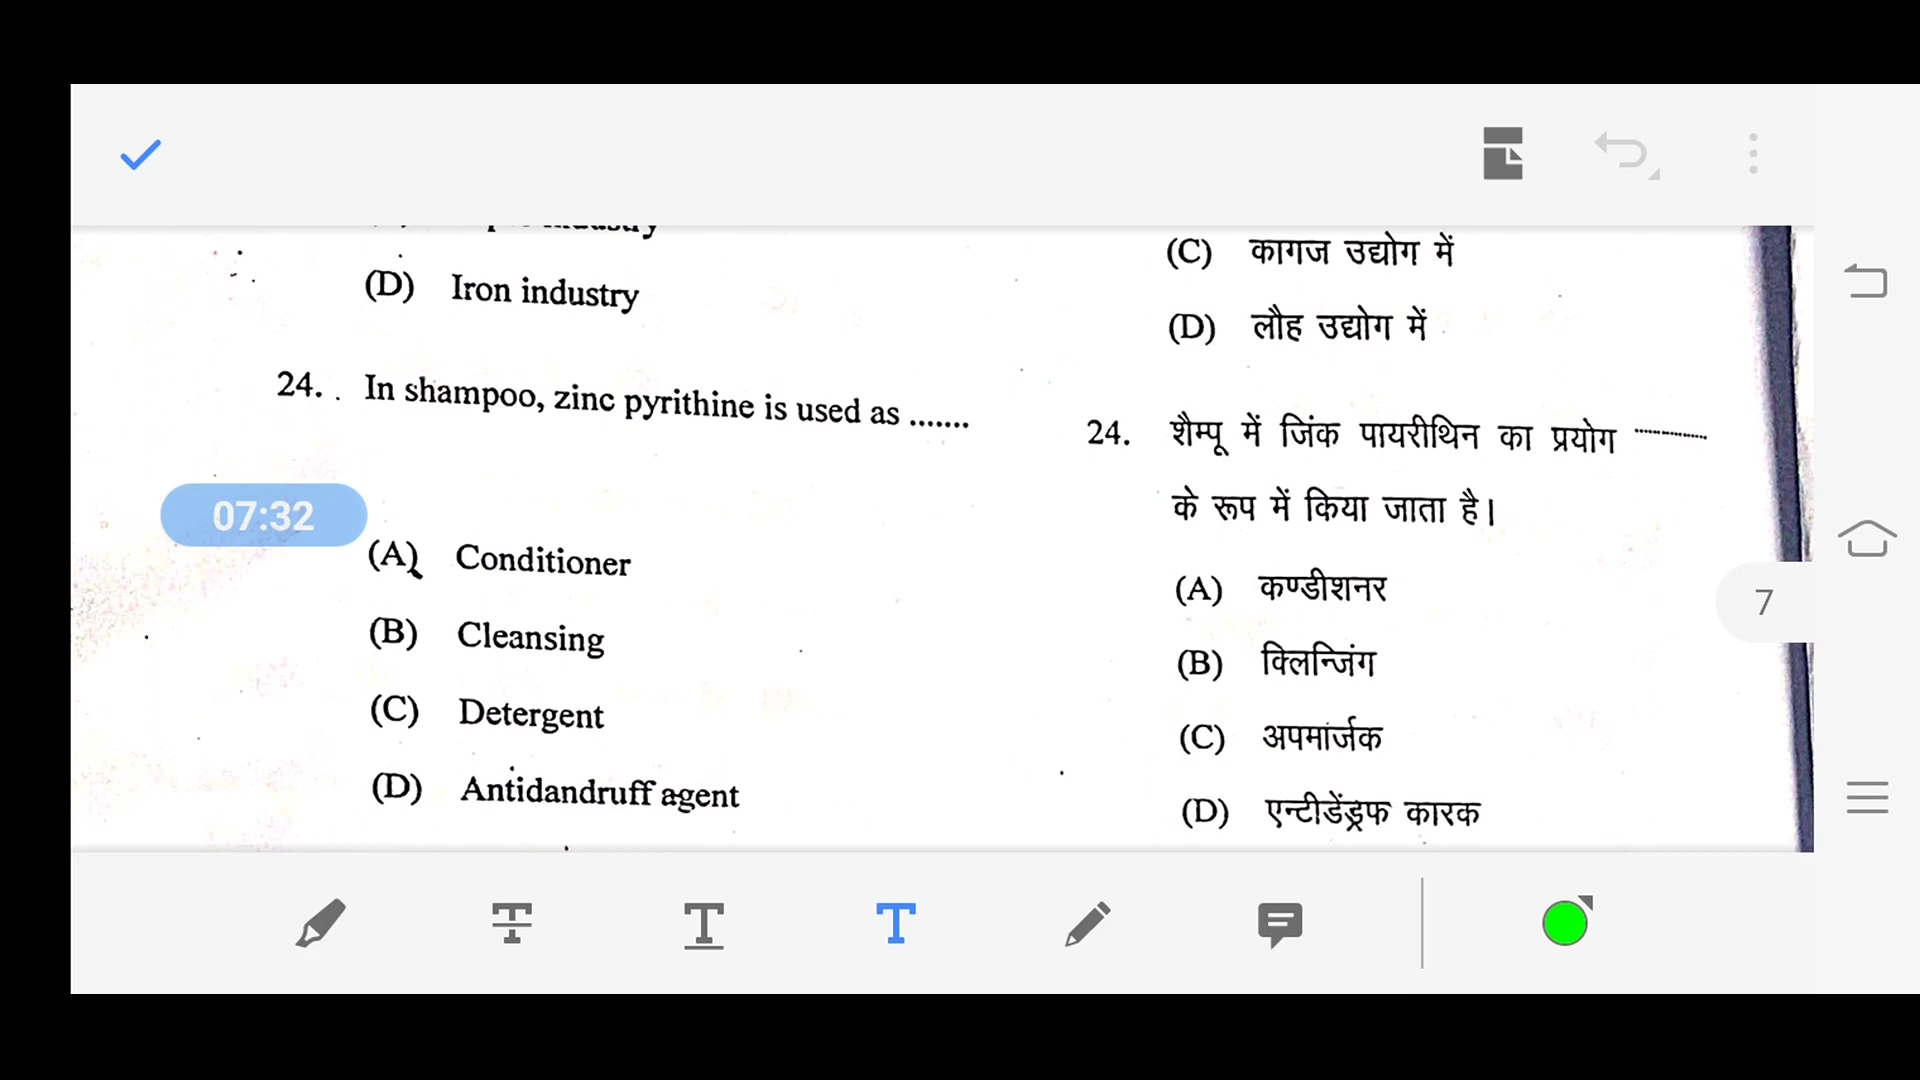 industry
(D) Iron industry
24. In shampoo, zinc pyrithine is used as .......
07:32
(A) Conditioner
(B) Cleansing
(C) Detergent
(D) Antidandruff agent
(C) कागज उद्योग में
(D) लौह उद्योग में
24. शैम्पू में जिंक पायरीथिन का प्रयोग ..............
के रूप में किया जाता है।
(A) कण्डीशनर
(B) क्लिन्जिंग
(C) अपमार्जक
(D) एन्टीडेंड्रफ कारक
7